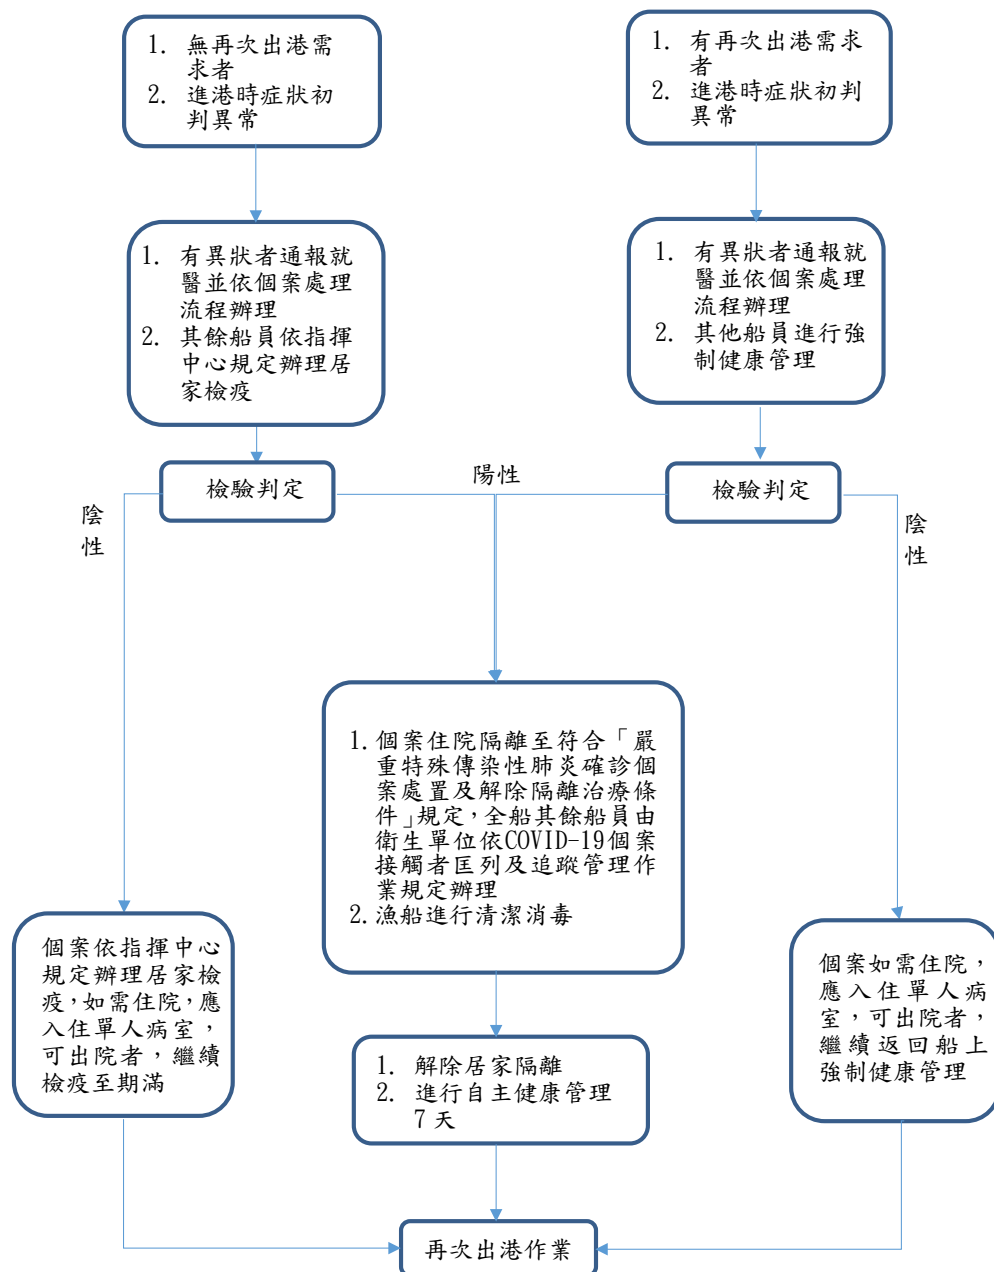 1. 無再次出港需
求者
2. 進港時症狀初
判異常
1. 有再次出港需求
者
2. 進港時症狀初判
異常
1. 有異狀者通報就
醫並依個案處理
流程辦理
2. 其餘船員依指揮
中心規定辦理居
家檢疫
1. 有異狀者通報就
醫並依個案處理
流程辦理
2. 其他船員進行強
制健康管理
檢驗判定
陽性
檢驗判定
陰
性
陰
性
1.個案住院隔離至符合「嚴
重特殊傳染性肺炎確診個
案處置及解除隔離治療條
件」規定,全船其餘船員由
衛生單位依COVID-19個案
接觸者匡列及追蹤管理作
業規定辦理
2.漁船進行清潔消毒
個案依指揮中心
規定辦理居家檢
疫,如需住院,應
入住單人病室,
可出院者,繼續
檢疫至期滿
個案如需住院,
應入住單人病
室,可出院者,
繼續返回船上
強制健康管理
1. 解除居家隔離
2. 進行自主健康管理
7 天
再次出港作業